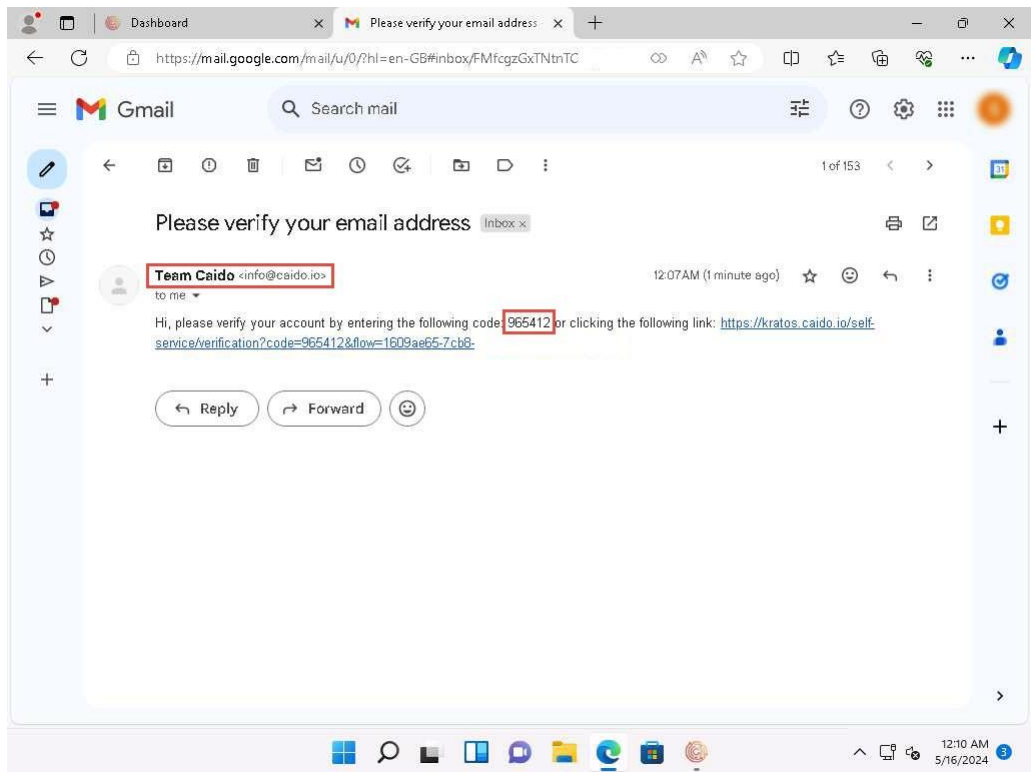 Dashboard
Please verify your email address
https://mail.google.com/mail/u/0/?hl=en-GB#inbox/FMfcgzGxTNtnTC
Gmail
Search mail
1 of 153
31
Please verify your email address Inbox ×
Team Caido <info@caido.io>
12:07 AM (1 minute ago)
to me
Hi, please verify your account by entering the following code: 965412 or clicking the following link: https://kratos.caido.io/self-
service/verification?code=965412&flow=1609ae65-7cb8-
Reply
Forward
12:10 AM
5/16/2024
3